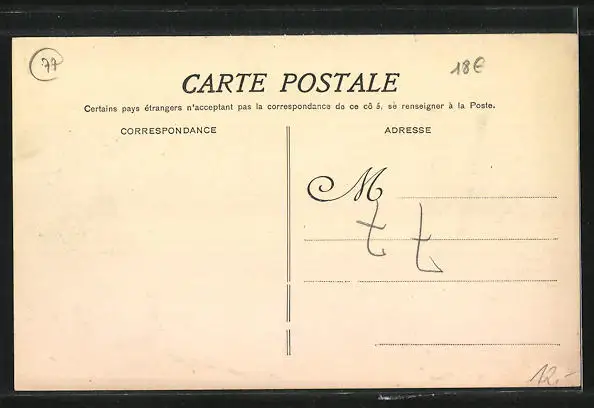 77
18€
CARTE POSTALE
Certains pays étrangers n'acceptant pas la correspondance de ce cô é, se renseigner à la Poste.
CORRESPONDANCE
ADRESSE
M
77
12.-